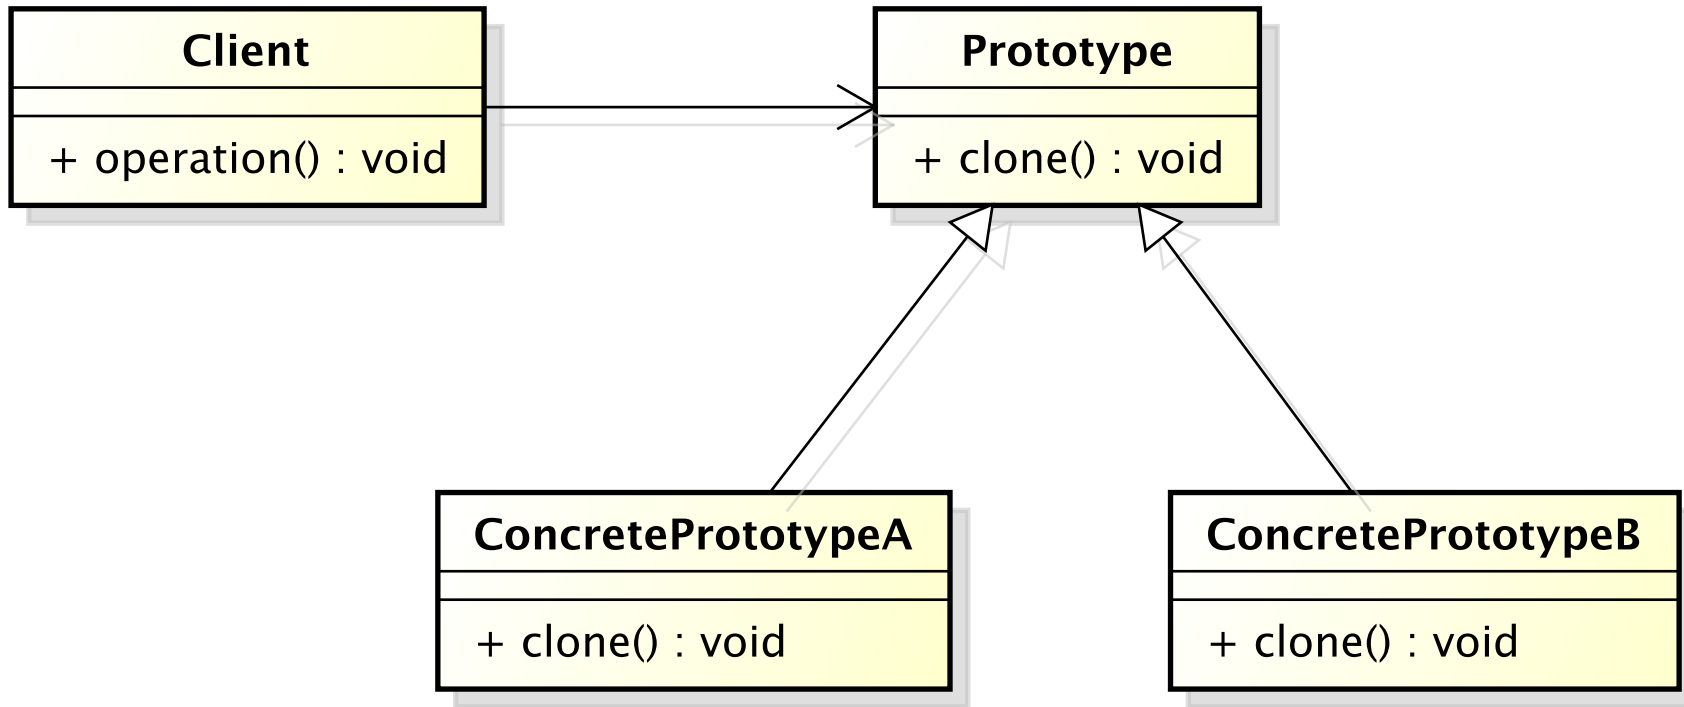 Client
+ operation() : void
Prototype
+ clone() : void
ConcretePrototypeA
+ clone() : void
ConcretePrototypeB
+ clone() : void